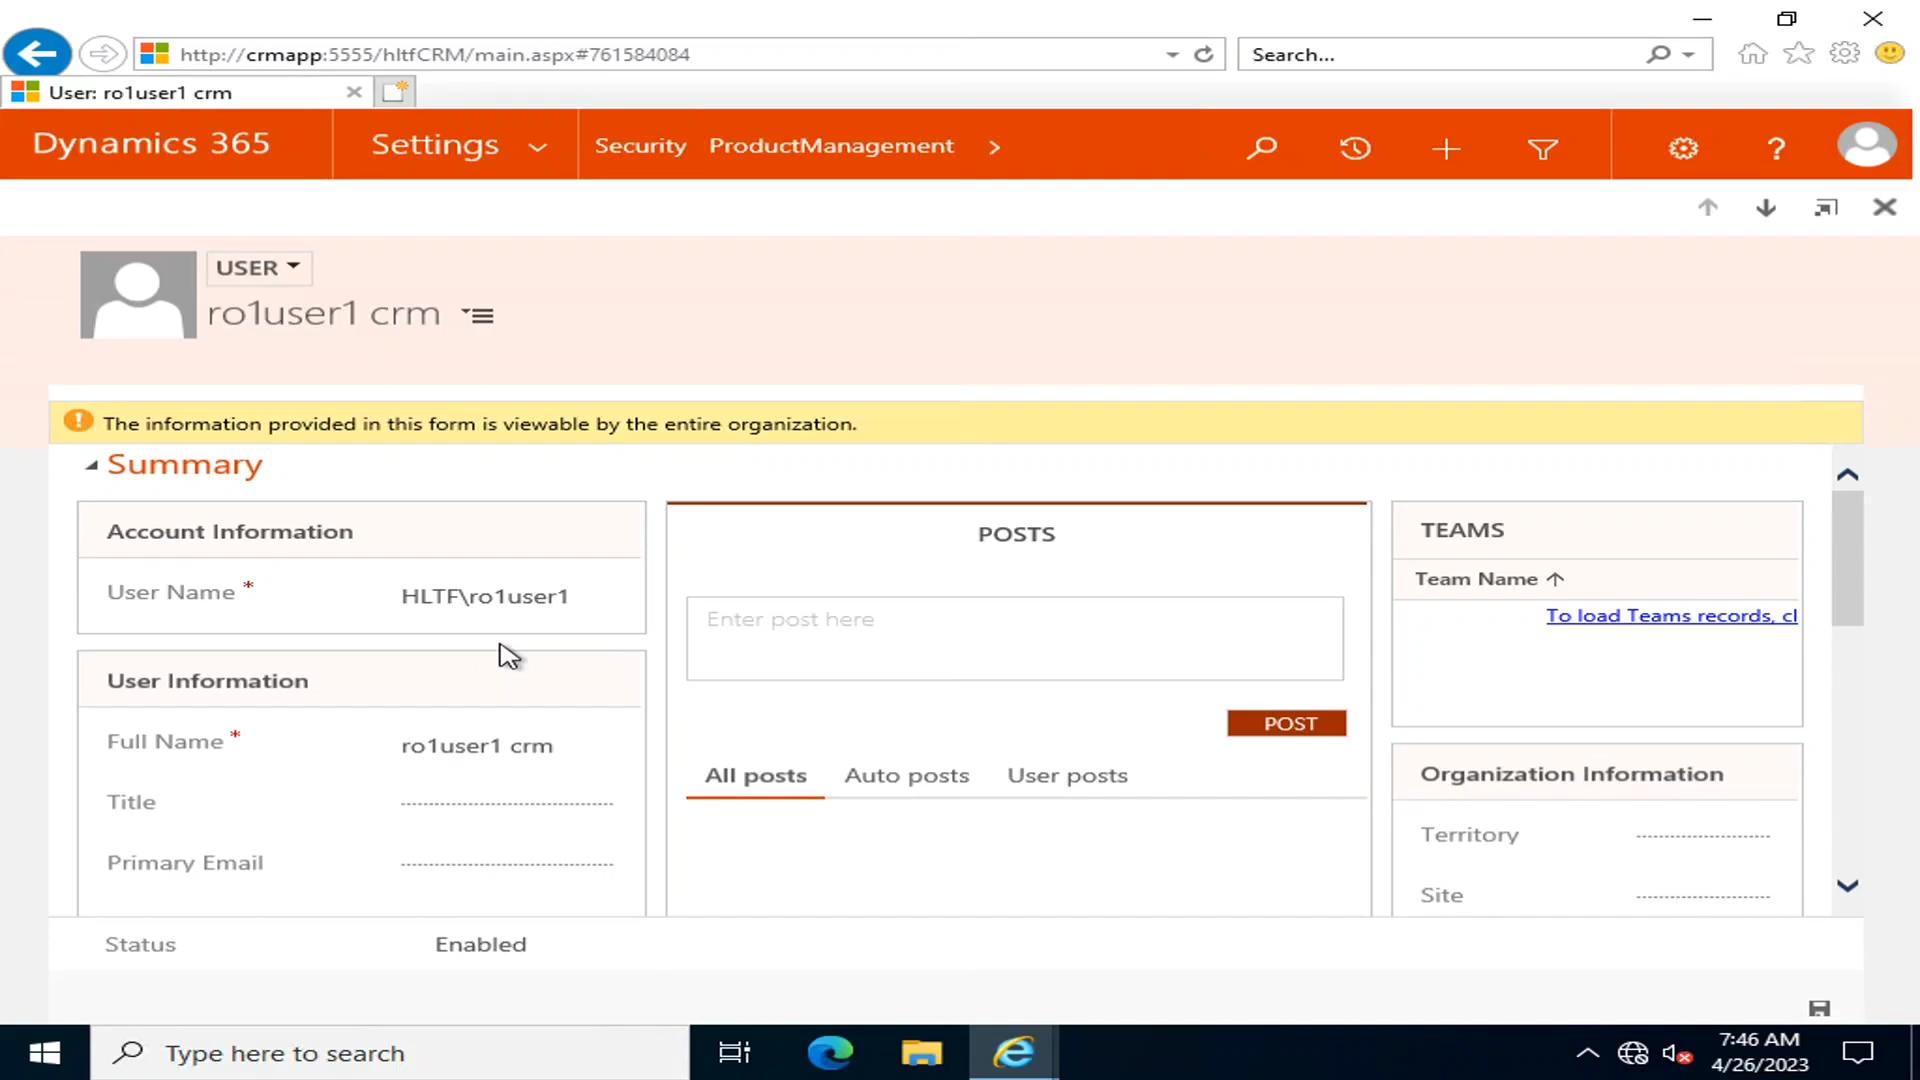 http://crmapp:5555/hltfCRM/main.aspx#761584084
Search...
User: ro1user1 crm
Dynamics 365
Settings
Security
ProductManagement
USER
ro1user1 crm
The information provided in this form is viewable by the entire organization.
Summary
Account Information
User Name *
HLTF\ro1user1
User Information
Full Name *
ro1user1 crm
Title
Primary Email
POSTS
Enter post here
POST
All posts
Auto posts
User posts
TEAMS
Team Name
To load Teams records, cl
Organization Information
Territory
Site
Status
Enabled
Type here to search
7:46 AM
4/26/2023